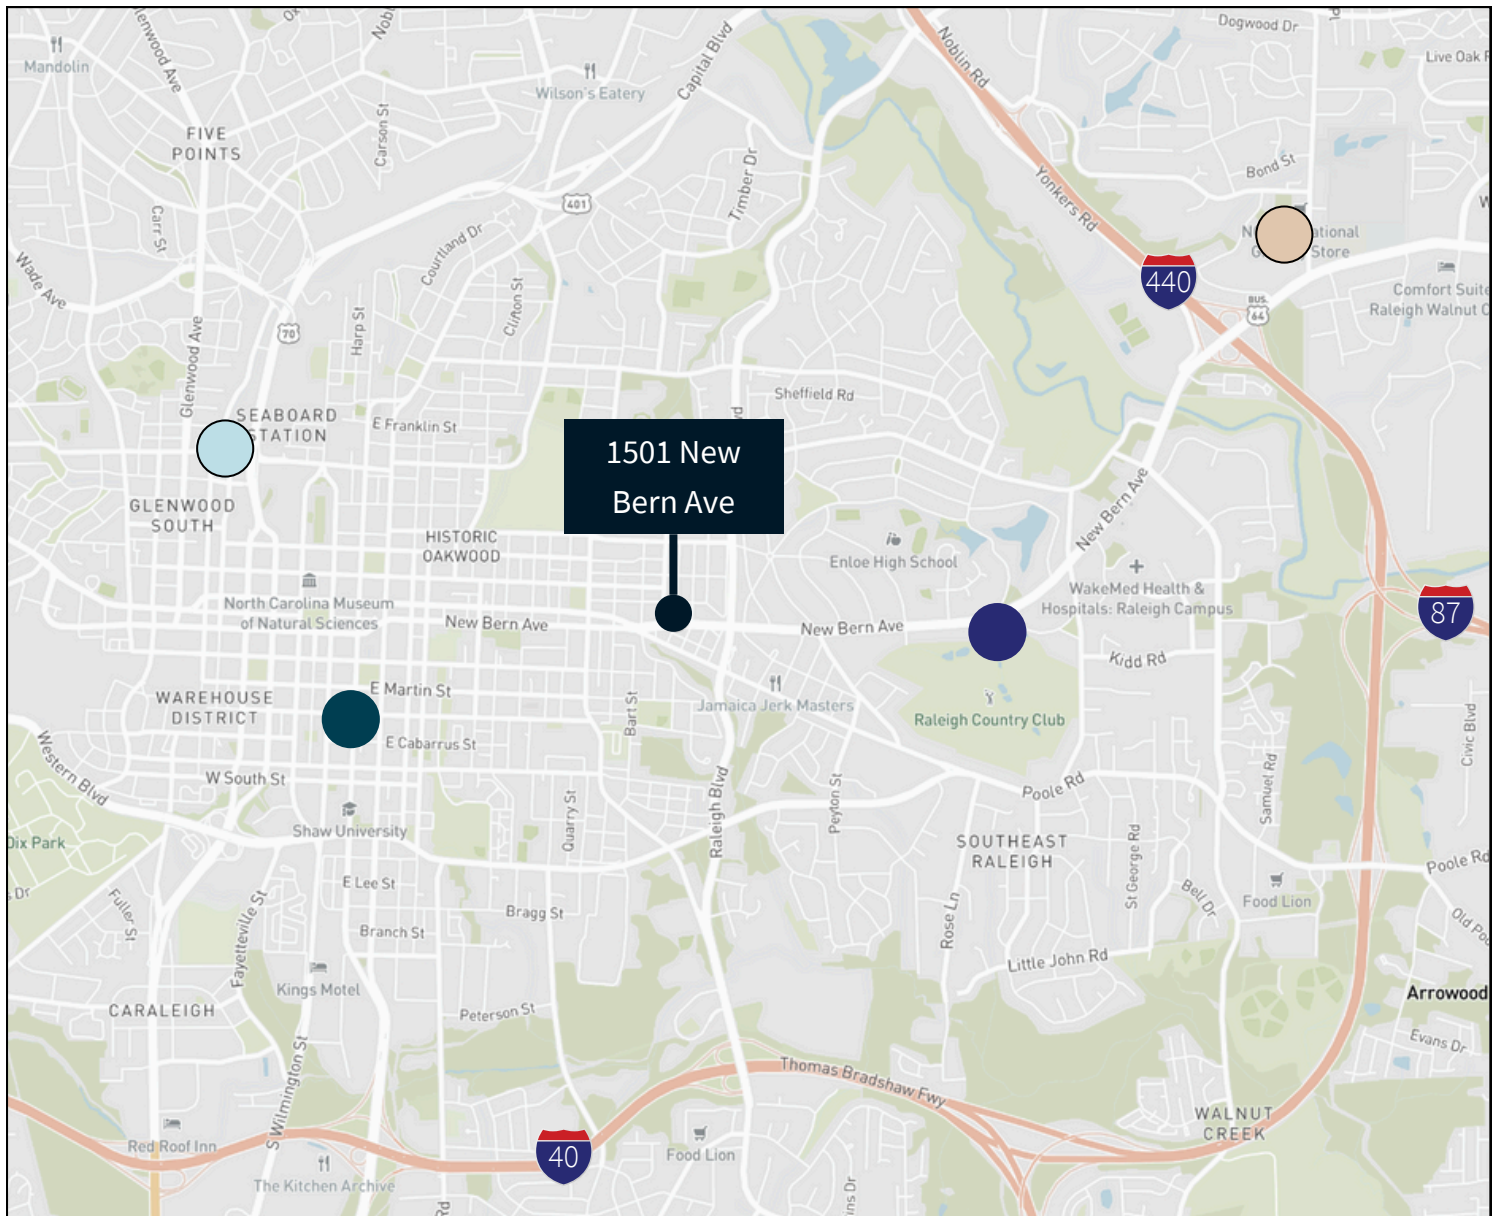 Dogwood Dr
Glenwood Ave
Mandolin
Noblin Rd
Capital Blvd
Live Oak
Wilson's Eatery
FIVE
POINTS
Carson St
Timber Dr
Bond St
Yonkers Rd
401
Carr St
Courtland Dr
Wade Ave
Store
440
Comfort Suite
Raleigh Walnut
BUS.
64
Clifton St
Harp St
70
Glenwood Ave
Sheffield Rd
SEABOARD
STATION
E Franklin St
1501 New
Bern Ave
GLENWOOD
SOUTH
HISTORIC
OAKWOOD
New Bern Ave
Enloe High School
WakeMed Health &
Hospitals: Raleigh Campus
North Carolina Museum
of Natural Sciences
New Bern Ave
New Bern Ave
87
Kidd Rd
E Martin St
WAREHOUSE
DISTRICT
Bart St
Jamaica Jerk Masters
Raleigh Country Club
Civic Blvd
E Cabarrus St
Western Blvd
W South St
Poole Rd
Samuel Rd
Peyton St
Quarry St
Raleigh Blvd
Shaw University
Dix Park
SOUTHEAST
RALEIGH
St George Rd
Poole Rd
E Lee St
Bell Dr
Food Lion
Fuller St
Fayetteville St
Bragg St
Rose Ln
Branch St
Little John Rd
Kings Motel
Arrowood
CARALEIGH
Peterson St
Evans Dr
S Wilmington St
Thomas Bradshaw Fwy
WALNUT
CREEK
Red Roof Inn
40
Food Lion
The Kitchen Archive